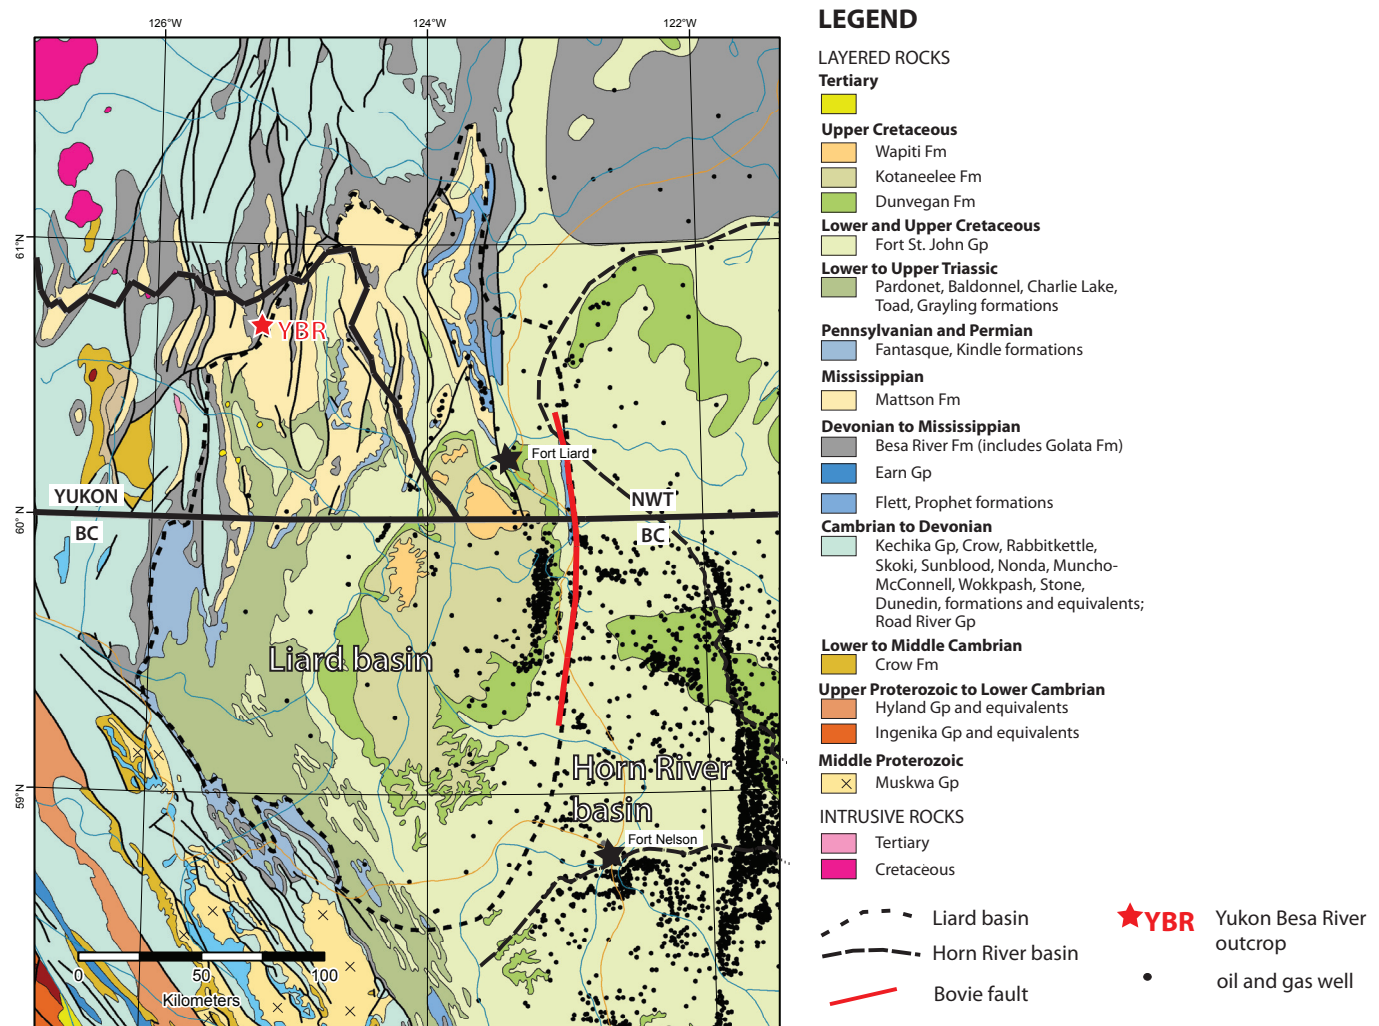 126°W
124°W
122°W
61°N
60°N
59°N
YBR
Fort Liard
YUKON
BC
NWT
BC
Liard basin
Horn River
basin
Fort Nelson
0
50
100
Kilometers
LEGEND
LAYERED ROCKS
Tertiary
Upper Cretaceous
Wapiti Fm
Kotaneelee Fm
Dunvegan Fm
Lower and Upper Cretaceous
Fort St. John Gp
Lower to Upper Triassic
Pardonet, Baldonnel, Charlie Lake,
Toad, Grayling formations
Pennsylvanian and Permian
Fantasque, Kindle formations
Mississippian
Mattson Fm
Devonian to Mississippian
Besa River Fm (includes Golata Fm)
Earn Gp
Flett, Prophet formations
Cambrian to Devonian
Kechika Gp, Crow, Rabbitkettle,
Skoki, Sunblood, Nonda, Muncho-
McConnell, Wokkpash, Stone,
Dunedin, formations and equivalents;
Road River Gp
Lower to Middle Cambrian
Crow Fm
Upper Proterozoic to Lower Cambrian
Hyland Gp and equivalents
Ingenika Gp and equivalents
Middle Proterozoic
Muskwa Gp
INTRUSIVE ROCKS
Tertiary
Cretaceous
Liard basin
Horn River basin
Bovie fault
YBR
Yukon Besa River
outcrop
oil and gas well